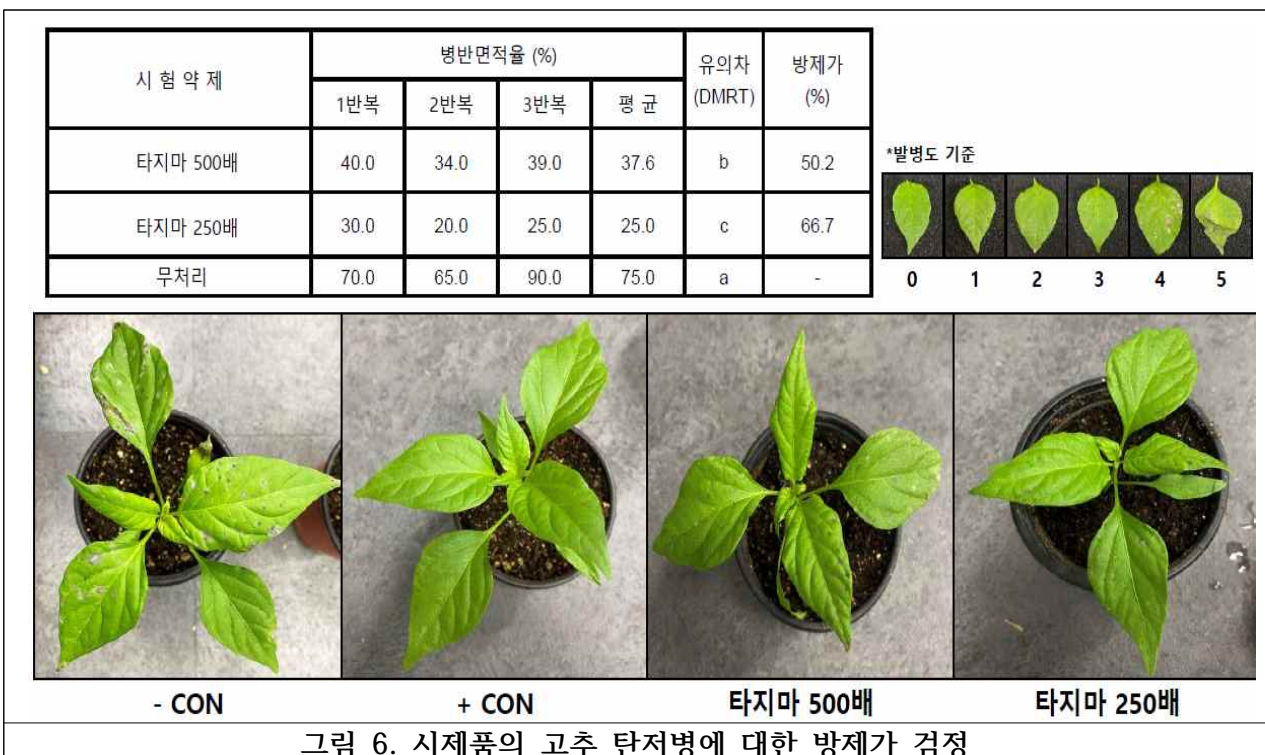 시 험 약 제 병반면적율 (%) 유의차 (DMRT) 방제가 (%)
1반복 2반복 3반복 평 균
타지마 500배 40.0 34.0 39.0 37.6 b 50.2
타지마 250배 30.0 20.0 25.0 25.0 c 66.7
무처리 70.0 65.0 90.0 75.0 a -
*발병도 기준
0 1 2 3 4 5
- CON + CON 타지마 500배 타지마 250배
그림 6. 시제품의 고추 탄저병에 대한 방제가 검정